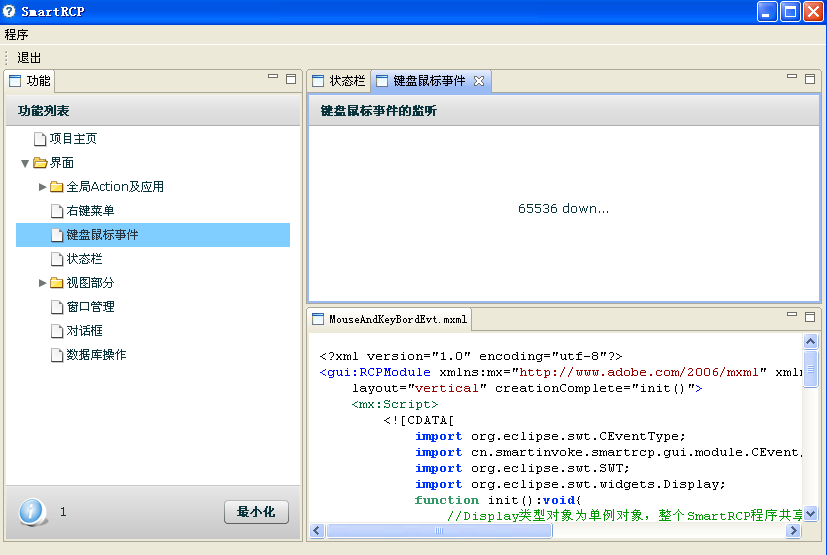 SmartRCP
程序
退出
功能
功能列表
项目主页
界面
全局Action及应用
右键菜单
键盘鼠标事件
状态栏
视图部分
窗口管理
对话框
数据库操作
1
最小化
状态栏
键盘鼠标事件
键盘鼠标事件的监听
65536 down...
MouseAndKeyBordEvt.mxml
<?xml version="1.0" encoding="utf-8"?>
<gui:RCPModule xmlns:mx="http://www.adobe.com/2006/mxml" xmln
layout="vertical" creationComplete="init()">
<mx:Script>
<![CDATA[
import org.eclipse.swt.CEventType;
import cn.smartinvoke.smartrcp.gui.module.CEvent
import org.eclipse.swt.SWT;
import org.eclipse.swt.widgets.Display;
function init():void{
//Display类型对象为单例对象，整个SmartRCP程序共享